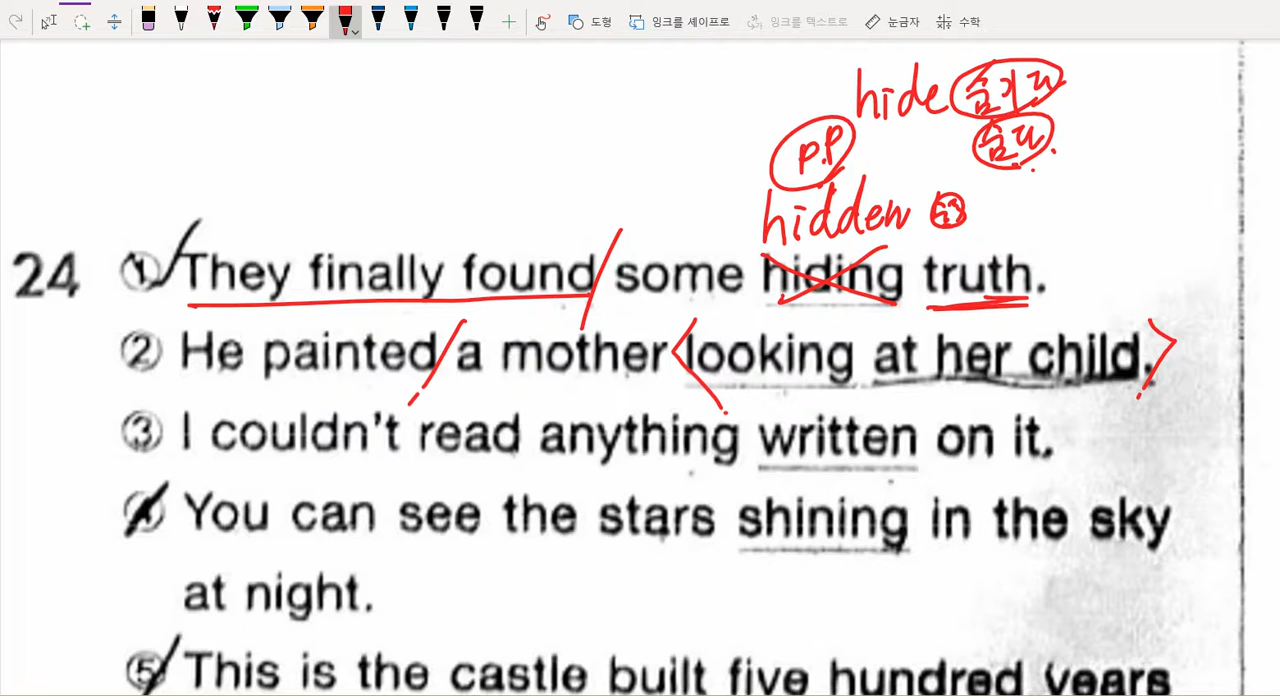 도형 잉크를 셰이프로 잉크를 텍스트로 눈금자 수학
hide 숨기다
숨다.
p.p
hidden
24 ① They finally found some hiding truth.
② He painted a mother looking at her child.
③ I couldn't read anything written on it.
④ You can see the stars shining in the sky
at night.
⑤ This is the castle built five hundred years